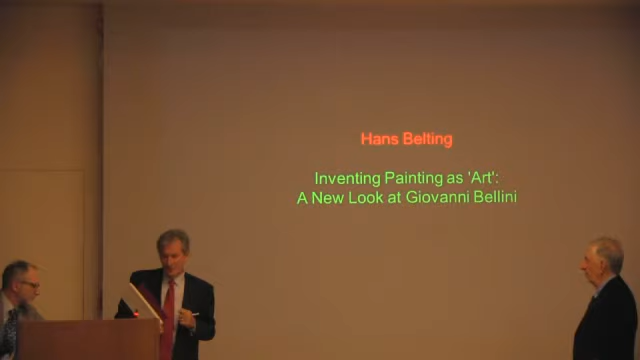 Hans Belting
Inventing Painting as 'Art':
A New Look at Giovanni Bellini